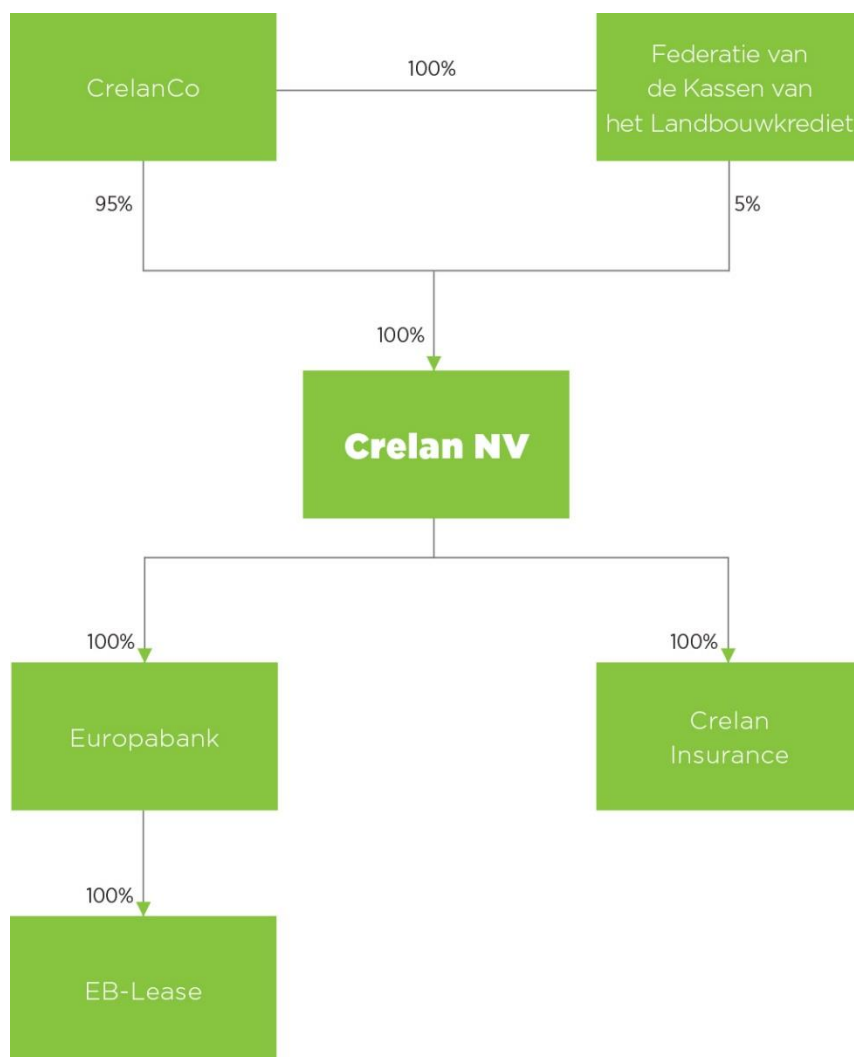 CrelanCo
100%
Federatie van
de Kassen van
het Landbouwkrediet
95%
5%
100%
Crelan NV
100%
100%
Europabank
Crelan
Insurance
100%
EB-Lease